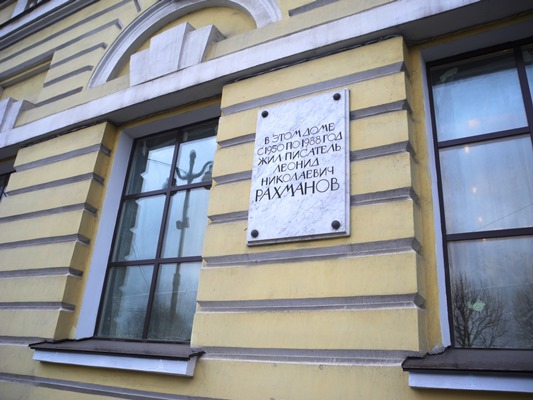 В ЭТОМ ДОМЕ
С 1950 ПО 1988 ГОД
ЖИЛ ПИСАТЕЛЬ
ЛЕОНИД
НИКОЛАЕВИЧ
РАХМАНОВ